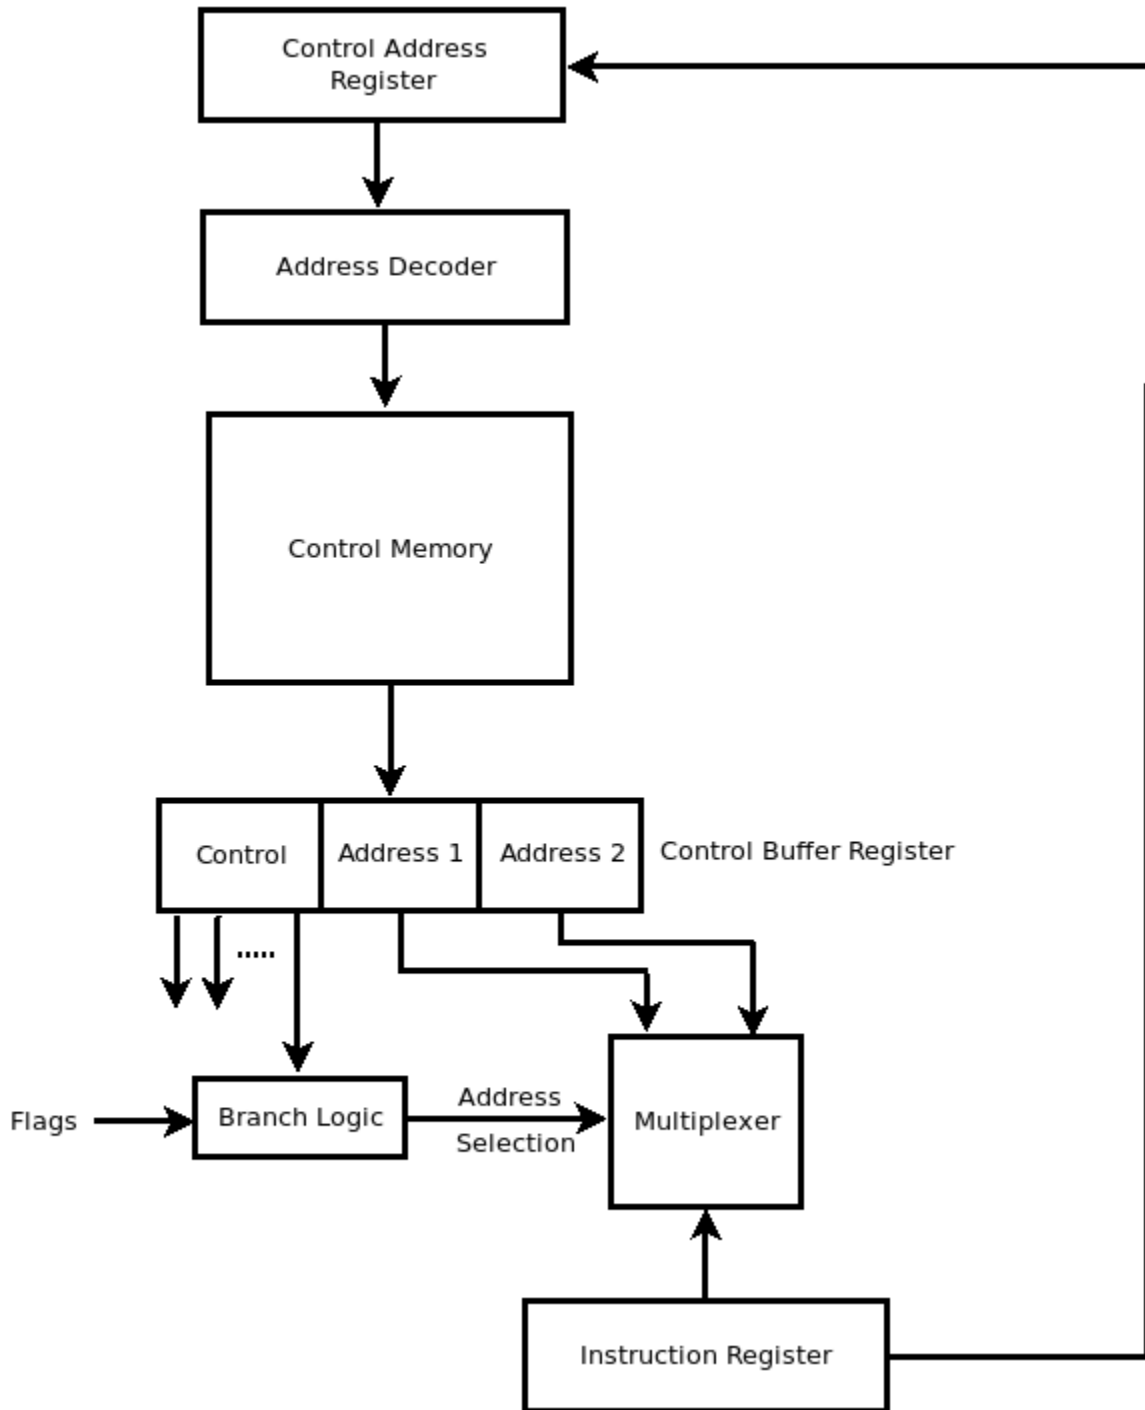 Control Address
Register
Address Decoder
Control Memory
Control
Address 1
Address 2
Control Buffer Register
.....
Flags
Branch Logic
Address
Selection
Multiplexer
Instruction Register